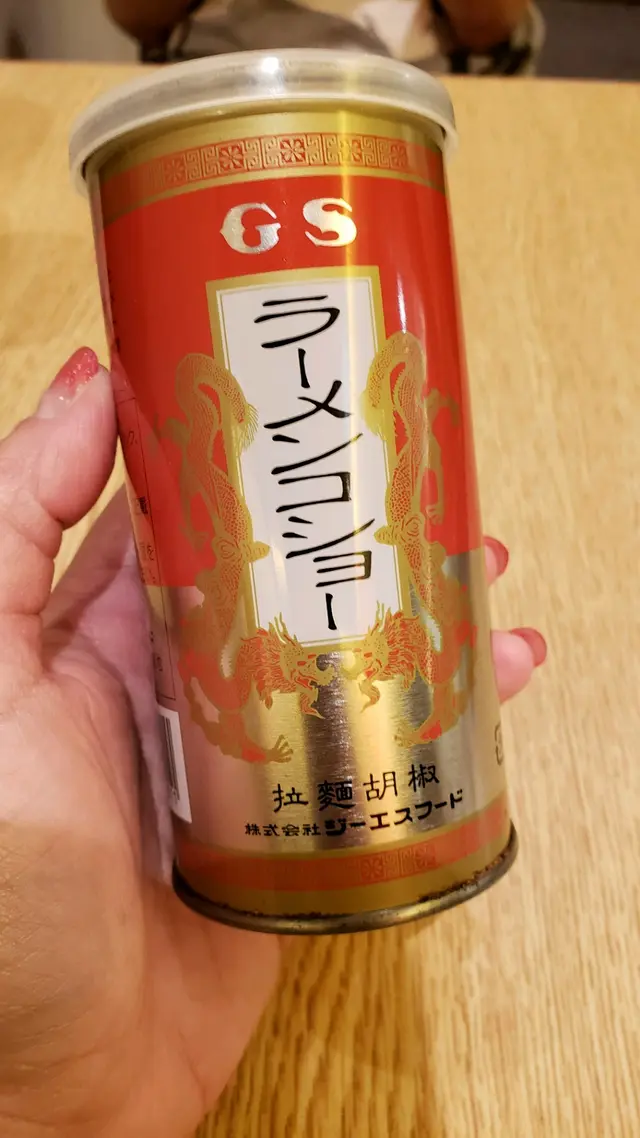 GS
ラーメンコショー
拉麵胡椒
株式会社ジーエスフード